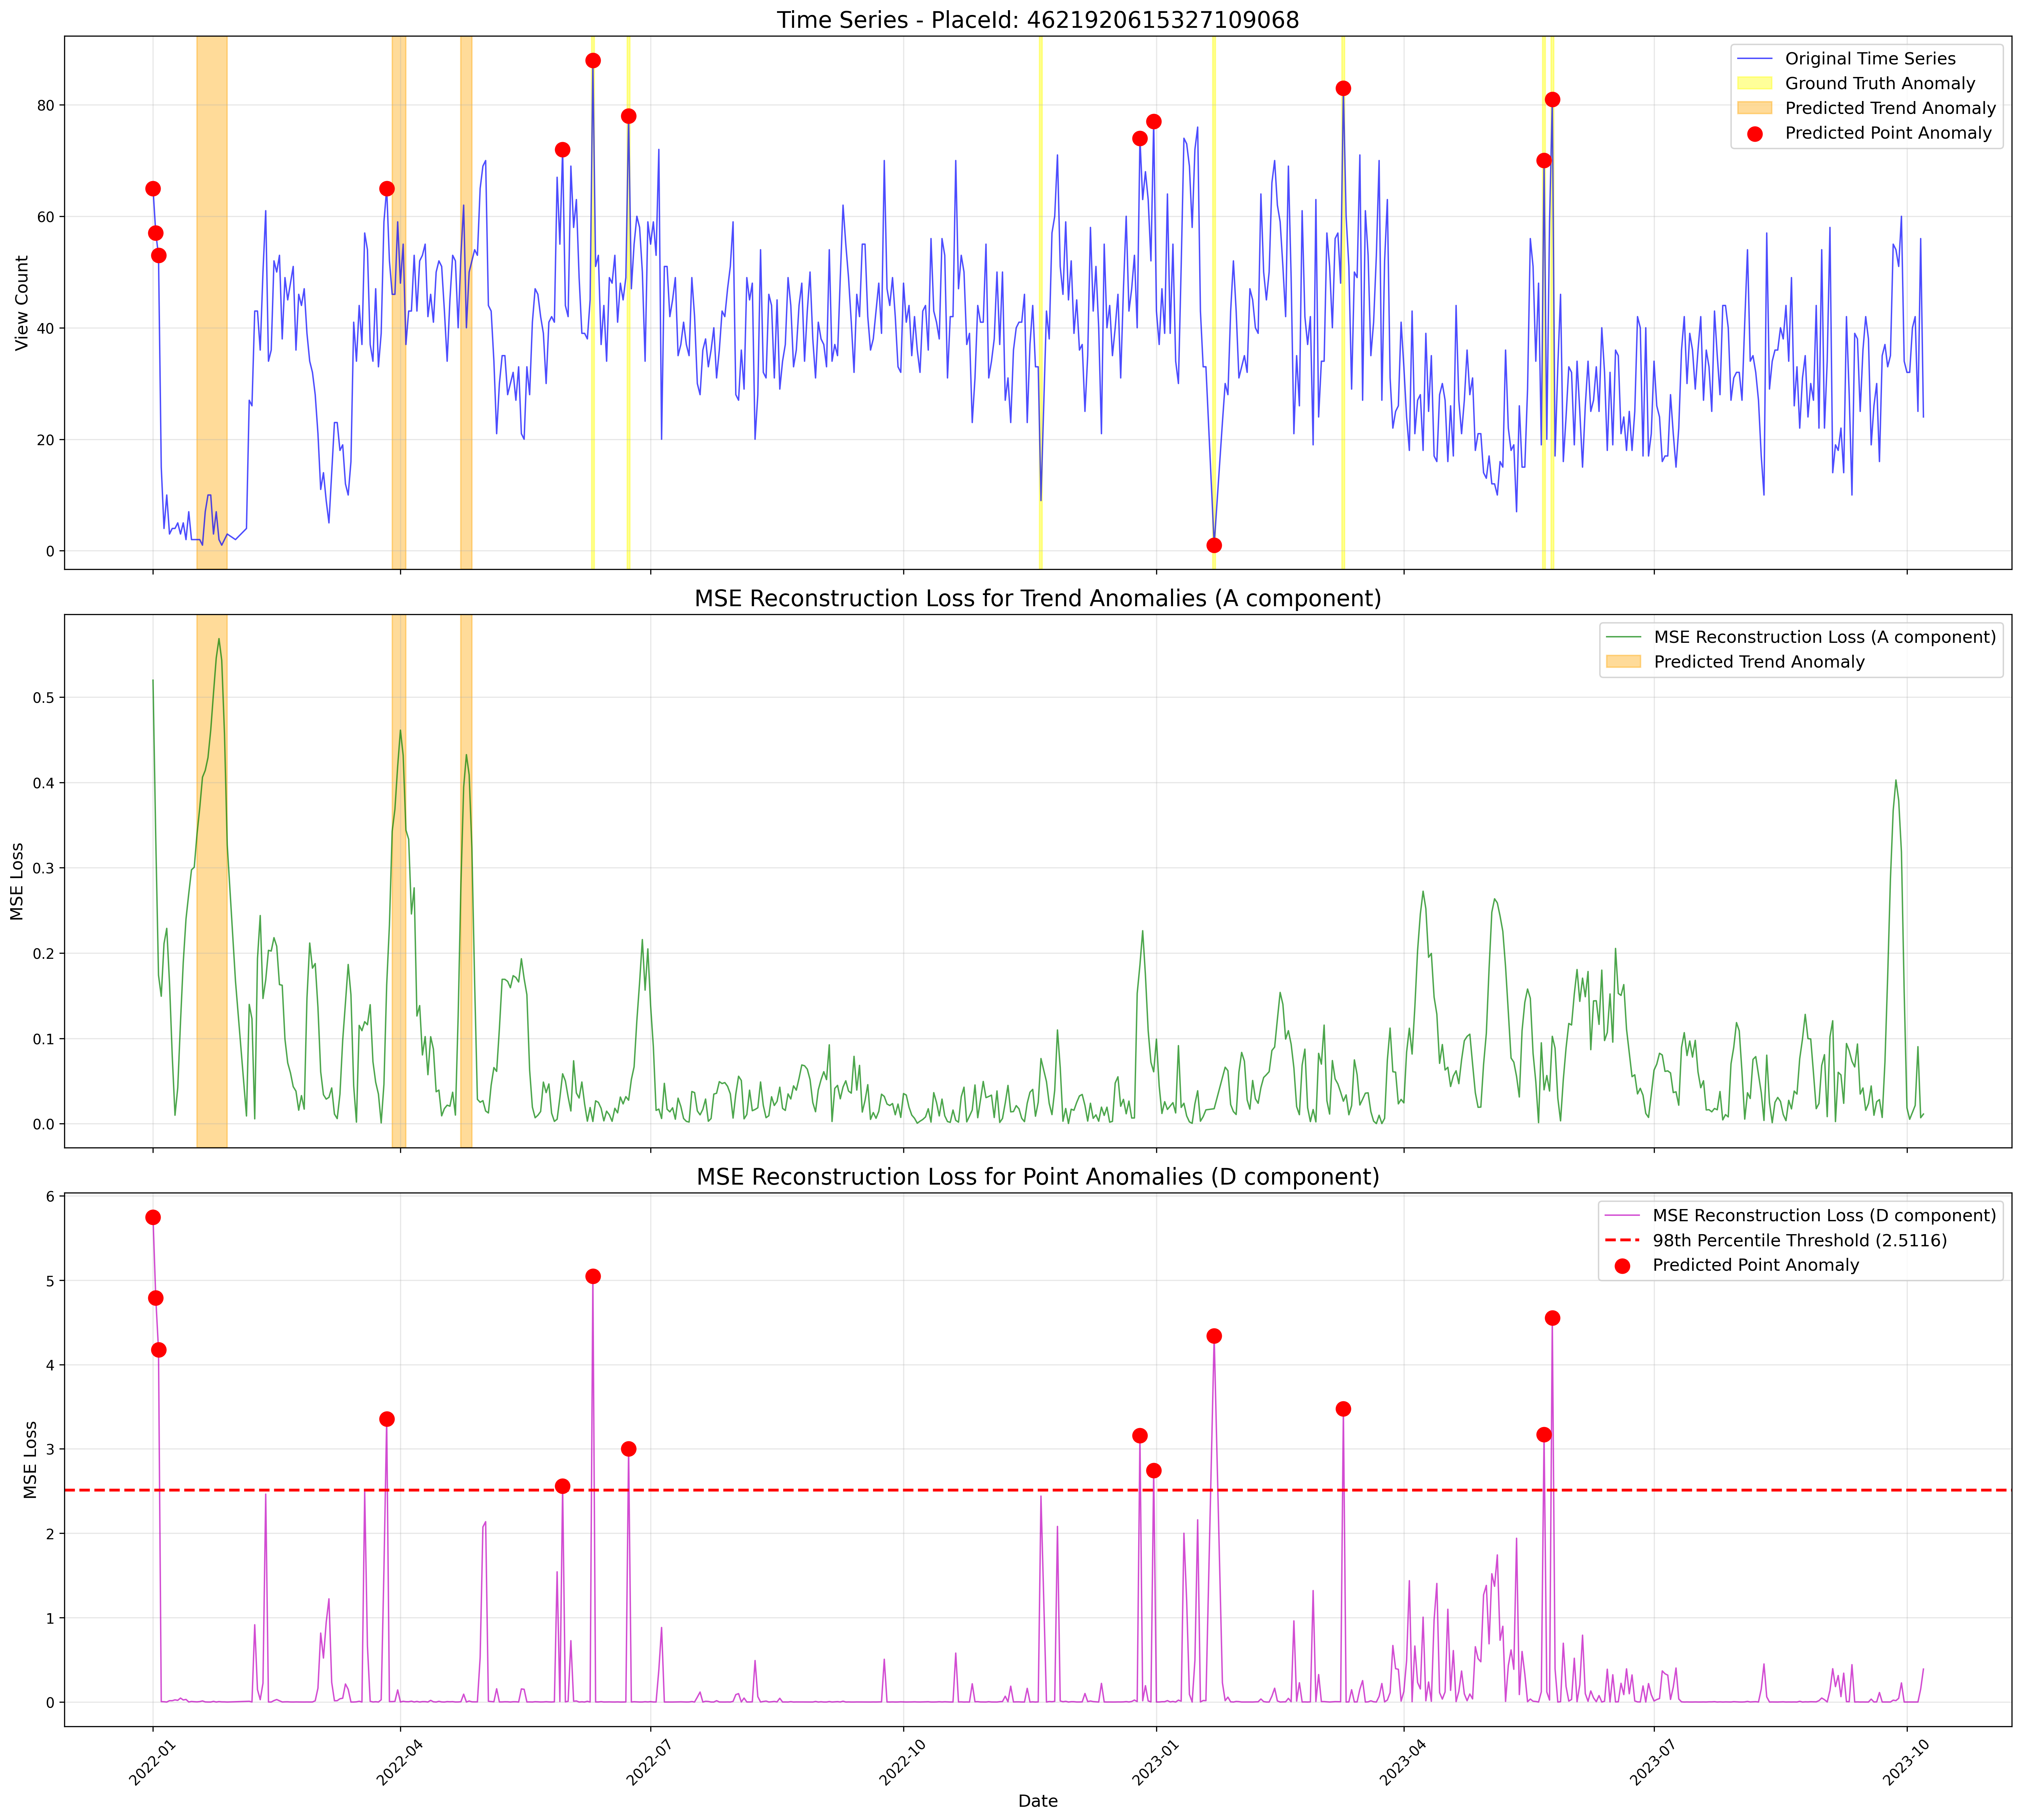 Time Series - PlaceId: 4621920615327109068
Original Time Series
Ground Truth Anomaly
Predicted Trend Anomaly
Predicted Point Anomaly
View Count
80
60
40
20
0
MSE Reconstruction Loss for Trend Anomalies (A component)
MSE Reconstruction Loss (A component)
Predicted Trend Anomaly
MSE Loss
0.5
0.4
0.3
0.2
0.1
0.0
MSE Reconstruction Loss for Point Anomalies (D component)
MSE Reconstruction Loss (D component)
98th Percentile Threshold (2.5116)
Predicted Point Anomaly
MSE Loss
6
5
4
3
2
1
0
2022-01
2022-04
2022-07
2022-10
2023-01
2023-04
2023-07
2023-10
Date